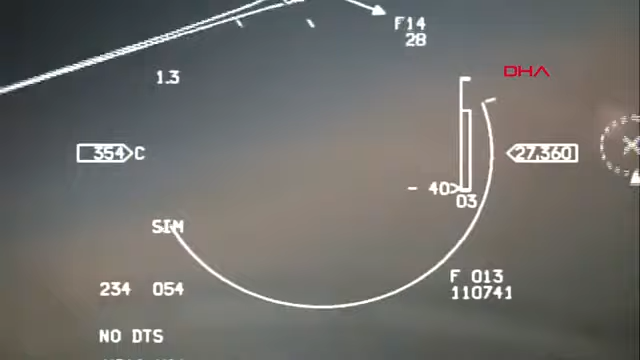 F14
28
DHA
1.3
354 C
27,360
- 40
03
SIM
234 054
F 013
110741
NO DTS